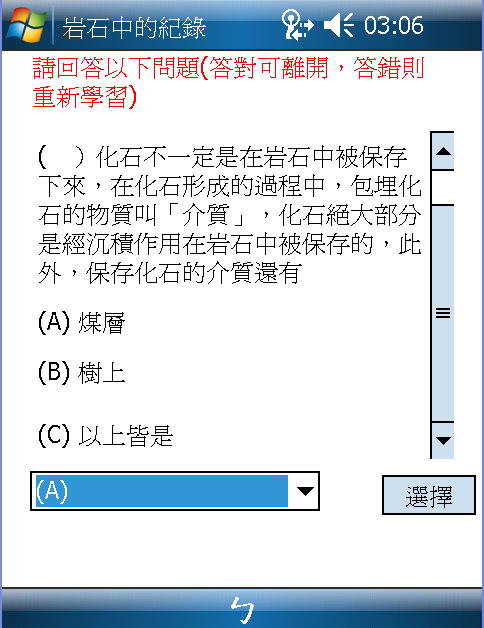 岩石中的紀錄 03:06
請回答以下問題(答對可離開，答錯則
重新學習)
(　) 化石不一定是在岩石中被保存
下來，在化石形成的過程中，包埋化
石的物質叫「介質」，化石絕大部分
是經沉積作用在岩石中被保存的，此
外，保存化石的介質還有
(A) 煤層
(B) 樹上
(C) 以上皆是
(A)
選擇
ㄅ